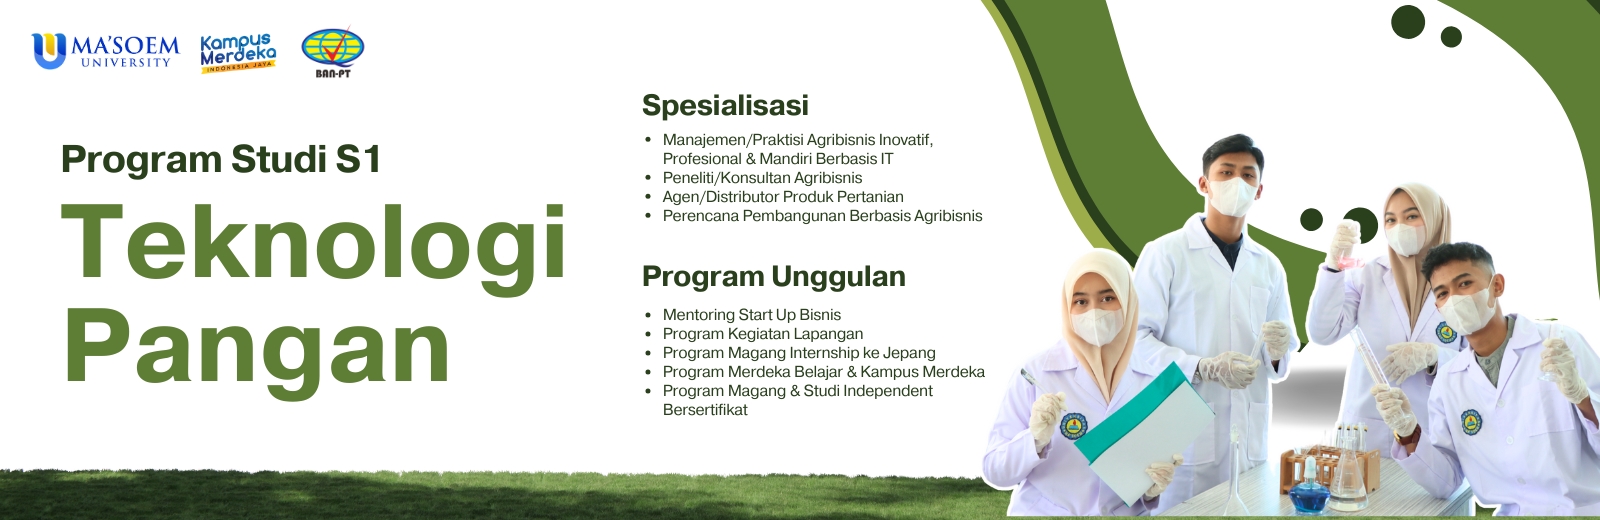 MA'SOEM
UNIVERSITY
Kampus
Merdeka
INDONESIA JAYA
BAN-PT
Program Studi S1
Teknologi
Pangan
Spesialisasi
• Manajemen/Praktisi Agribisnis Inovatif,
Profesional & Mandiri Berbasis IT
• Peneliti/Konsultan Agribisnis
• Agen/Distributor Produk Pertanian
• Perencana Pembangunan Berbasis Agribisnis
Program Unggulan
• Mentoring Start Up Bisnis
• Program Kegiatan Lapangan
• Program Magang Internship ke Jepang
• Program Merdeka Belajar & Kampus Merdeka
• Program Magang & Studi Independent
Bersertifikat